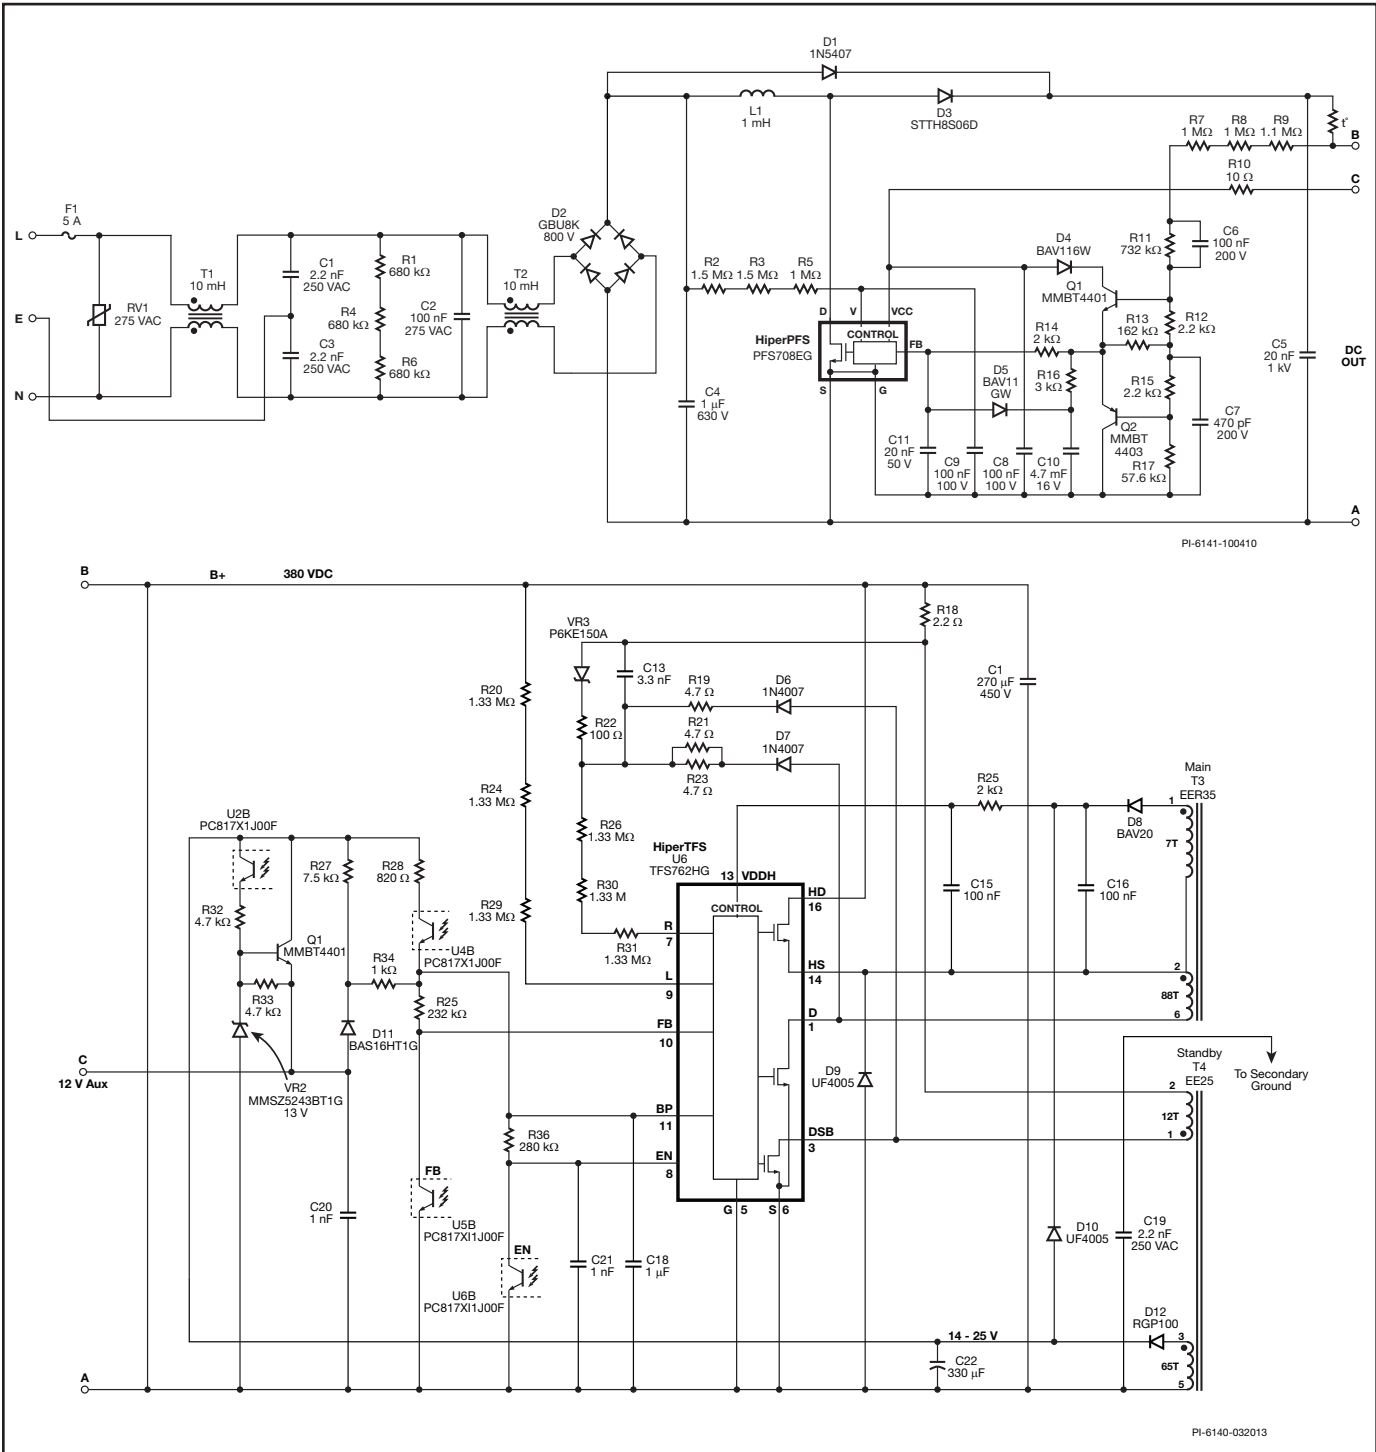 D1
1N5407
L1
1 mH
D3
STTH8S06D
t°
R7
1 MΩ
R8
1 MΩ
R9
1.1 MΩ
B
R10
10 Ω
C
F1
5 A
L
D2
GBU8K
800 V
T1
10 mH
C1
2.2 nF
250 VAC
R1
680 kΩ
T2
10 mH
R2
1.5 MΩ
R3
1.5 MΩ
R5
1 MΩ
D4
BAV116W
R11
732 kΩ
C6
100 nF
200 V
RV1
275 VAC
E
R4
680 kΩ
C2
100 nF
275 VAC
Q1
MMBT4401
D
V
VCC
HiperPFS
PFS708EG
CONTROL
FB
S
G
R14
2 kΩ
R13
162 kΩ
R12
2.2 kΩ
C5
20 nF
1 kV
DC
OUT
C3
2.2 nF
250 VAC
R6
680 kΩ
N
C4
1 µF
630 V
D5
BAV11
GW
R16
3 kΩ
R15
2.2 kΩ
Q2
MMBT
4403
C7
470 pF
200 V
C11
20 nF
50 V
C9
100 nF
100 V
C8
100 nF
100 V
C10
4.7 mF
16 V
R17
57.6 kΩ
A
PI-6141-100410
B
B+
380 VDC
R18
2.2 Ω
VR3
P6KE150A
C13
3.3 nF
R19
4.7 Ω
D6
1N4007
C1
270 µF
450 V
R20
1.33 MΩ
R22
100 Ω
R21
4.7 Ω
D7
1N4007
R23
4.7 Ω
R24
1.33 MΩ
R25
2 kΩ
Main
T3
EER35
1
D8
BAV20
7T
U2B
PC817X1J00F
R26
1.33 MΩ
HiperTFS
U6
TFS762HG
13
VDDH
R27
7.5 kΩ
R28
820 Ω
R30
1.33 M
C15
100 nF
C16
100 nF
CONTROL
HD
16
R32
4.7 kΩ
R29
1.33 MΩ
R
7
R31
1.33 MΩ
Q1
MMBT4401
U4B
PC817X1J00F
R34
1 kΩ
L
9
HS
14
2
88T
6
R33
4.7 kΩ
R25
232 kΩ
D
1
D11
BAS16HT1G
FB
10
C
12 V Aux
VR2
MMSZ5243BT1G
13 V
D9
UF4005
Standby
T4
EE25
To Secondary
Ground
2
12T
1
BP
11
R36
280 kΩ
DSB
3
EN
8
FB
C20
1 nF
U5B
PC817XI1J00F
G
5
S
6
EN
U6B
PC817XI1J00F
C21
1 nF
C18
1 µF
D10
UF4005
C19
2.2 nF
250 VAC
D12
RGP100
14 - 25 V
3
65T
5
C22
330 µF
A
PI-6140-032013